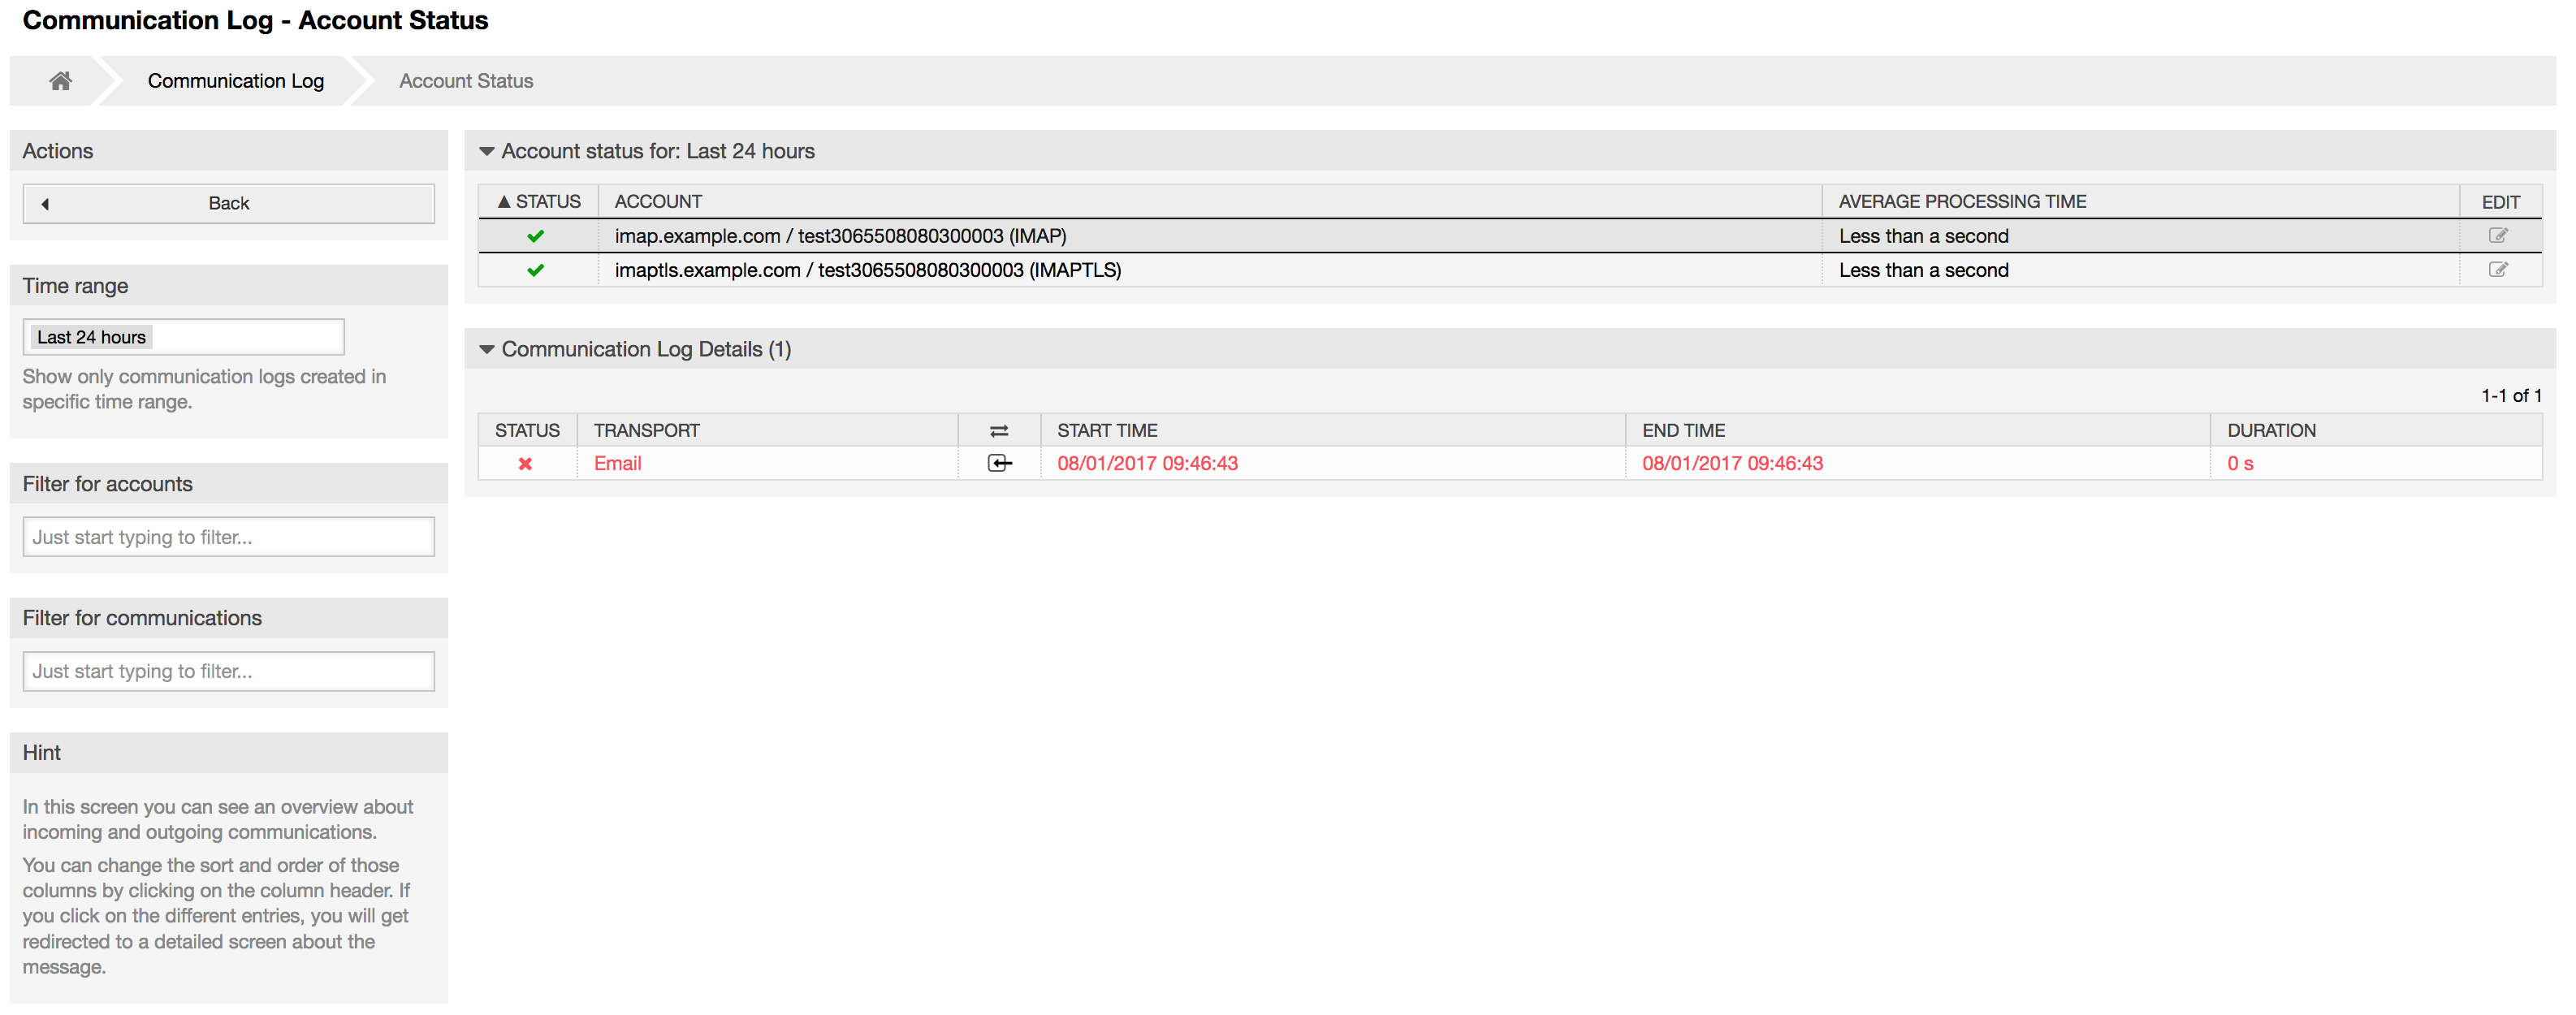 Communication Log - Account Status
Communication Log
Account Status
Actions
Back
Time range
Last 24 hours
Show only communication logs created in
specific time range.
Filter for accounts
Just start typing to filter...
Filter for communications
Just start typing to filter...
Hint
In this screen you can see an overview about
incoming and outgoing communications.
You can change the sort and order of those
columns by clicking on the column header. If
you click on the different entries, you will get
redirected to a detailed screen about the
message.
Account status for: Last 24 hours
STATUS ACCOUNT AVERAGE PROCESSING TIME EDIT
imap.example.com / test3065508080300003 (IMAP) Less than a second
imaptls.example.com / test3065508080300003 (IMAPTLS) Less than a second
Communication Log Details (1)
1-1 of 1
STATUS TRANSPORT START TIME END TIME DURATION
Email 08/01/2017 09:46:43 08/01/2017 09:46:43 0 s